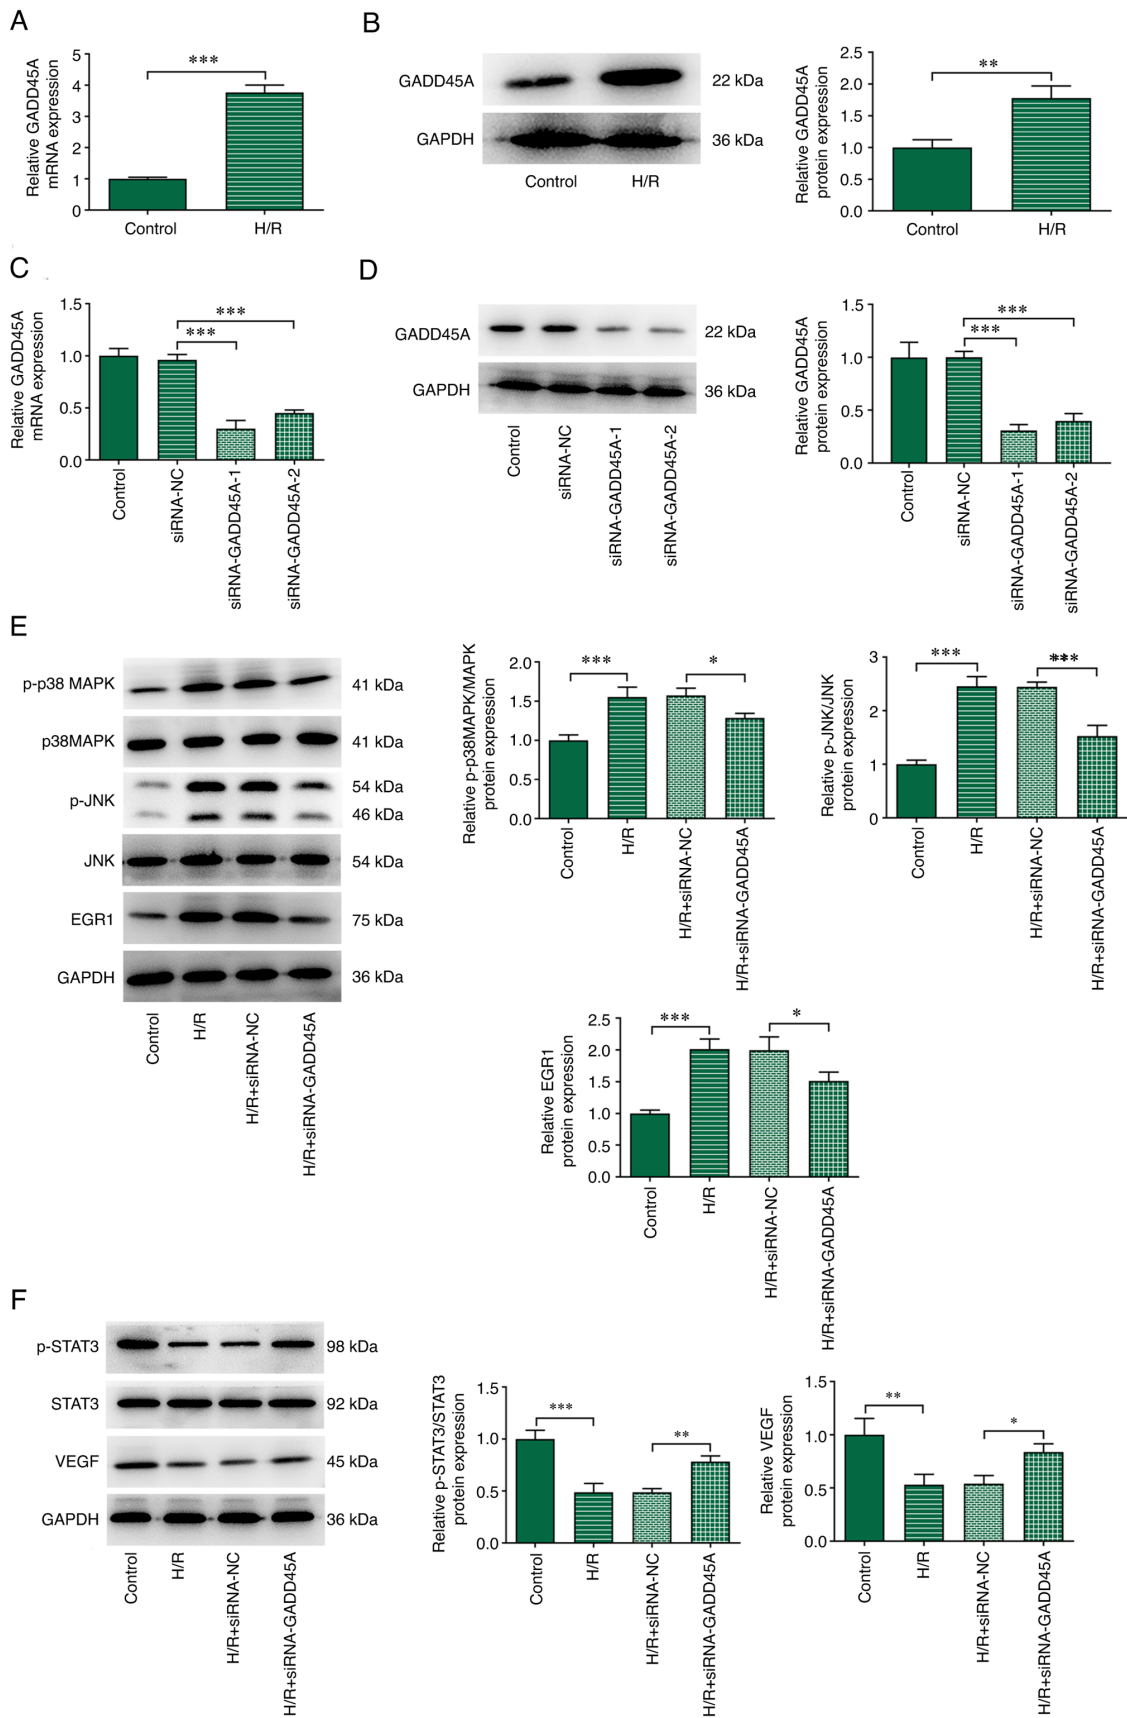 A
Relative GADD45A
mRNA expression
5
4
3
2
1
0
***
Control
H/R
B
GADD45A
22 kDa
GAPDH
36 kDa
Control
H/R
Relative GADD45A
protein expression
2.5
2.0
1.5
1.0
0.5
0.0
**
Control
H/R
C
Relative GADD45A
mRNA expression
1.5
1.0
0.5
0.0
***
***
Control
siRNA-NC
siRNA-GADD45A-1
siRNA-GADD45A-2
D
GADD45A
22 kDa
GAPDH
36 kDa
Control
siRNA-NC
siRNA-GADD45A-1
siRNA-GADD45A-2
Relative GADD45A
protein expression
1.5
1.0
0.5
0.0
***
***
Control
siRNA-NC
siRNA-GADD45A-1
siRNA-GADD45A-2
E
p-p38 MAPK
41 kDa
p38MAPK
41 kDa
p-JNK
54 kDa
46 kDa
JNK
54 kDa
EGR1
75 kDa
GAPDH
36 kDa
Control
H/R
H/R+siRNA-NC
H/R+siRNA-GADD45A
Relative p-p38MAPK/MAPK
protein expression
2.0
1.5
1.0
0.5
0.0
***
*
Control
H/R
H/R+siRNA-NC
H/R+siRNA-GADD45A
Relative p-JNK/JNK
protein expression
3
2
1
0
***
***
Control
H/R
H/R+siRNA-NC
H/R+siRNA-GADD45A
Relative EGR1
protein expression
2.5
2.0
1.5
1.0
0.5
0.0
***
*
Control
H/R
H/R+siRNA-NC
H/R+siRNA-GADD45A
F
p-STAT3
98 kDa
STAT3
92 kDa
VEGF
45 kDa
GAPDH
36 kDa
Control
H/R
H/R+siRNA-NC
H/R+siRNA-GADD45A
Relative p-STAT3/STAT3
protein expression
1.5
1.0
0.5
0.0
***
**
Control
H/R
H/R+siRNA-NC
H/R+siRNA-GADD45A
Relative VEGF
protein expression
1.5
1.0
0.5
0.0
**
*
Control
H/R
H/R+siRNA-NC
H/R+siRNA-GADD45A